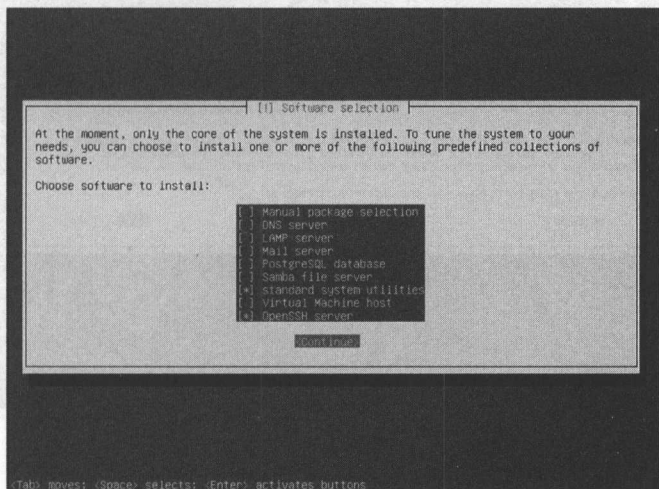 [!] Software selection
At the moment, only the core of the system is installed. To tune the system to your
needs, you can choose to install one or more of the following predefined collections of
software.
Choose software to install:
[ ] Manual package selection
[ ] DNS server
[ ] LAMP server
[ ] Mail server
[ ] PostgreSQL database
[ ] Samba file server
[*] standard system utilities
[ ] Virtual Machine host
[*] OpenSSH server
<Continue>
<Tab> moves; <Space> selects; <Enter> activates buttons